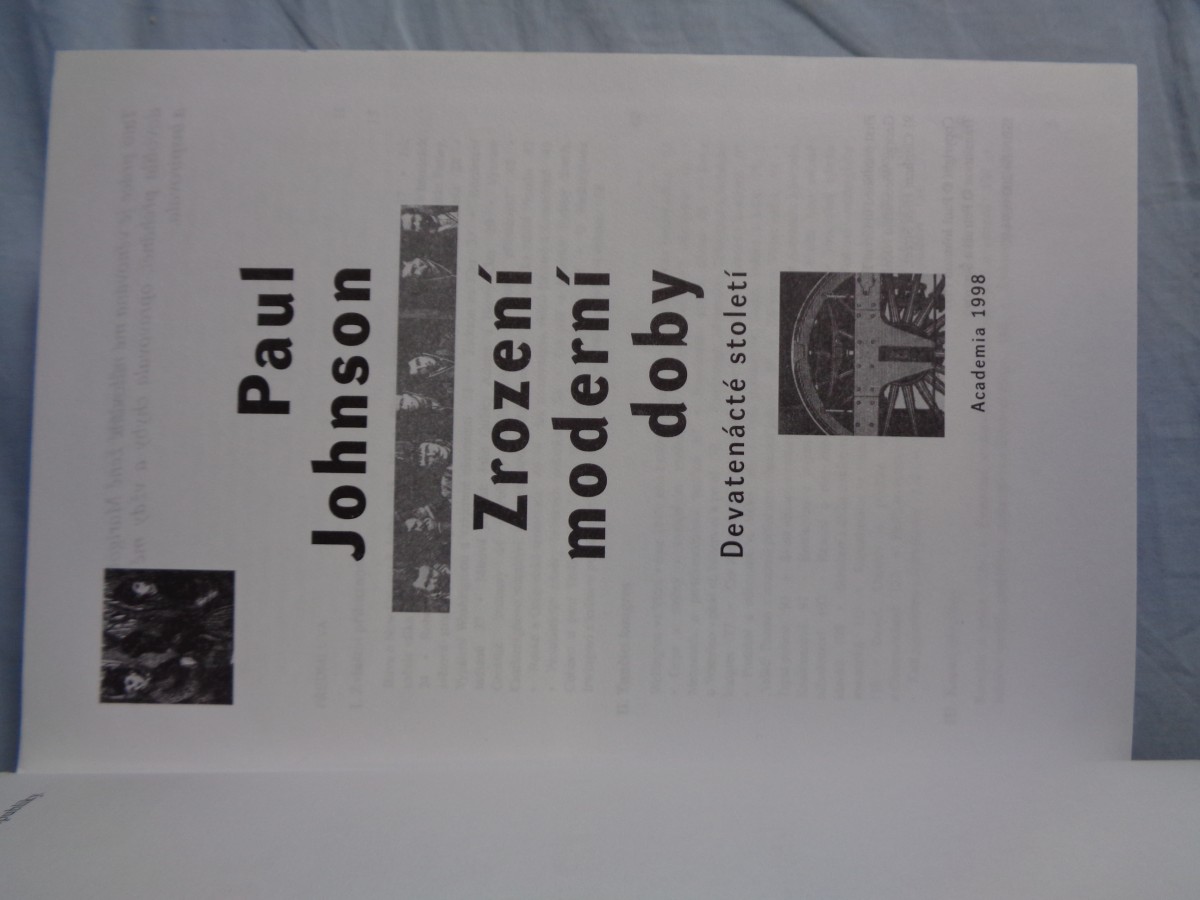 Paul
Johnson
Zrození
moderní
doby
Devatenácté století
Academia 1998